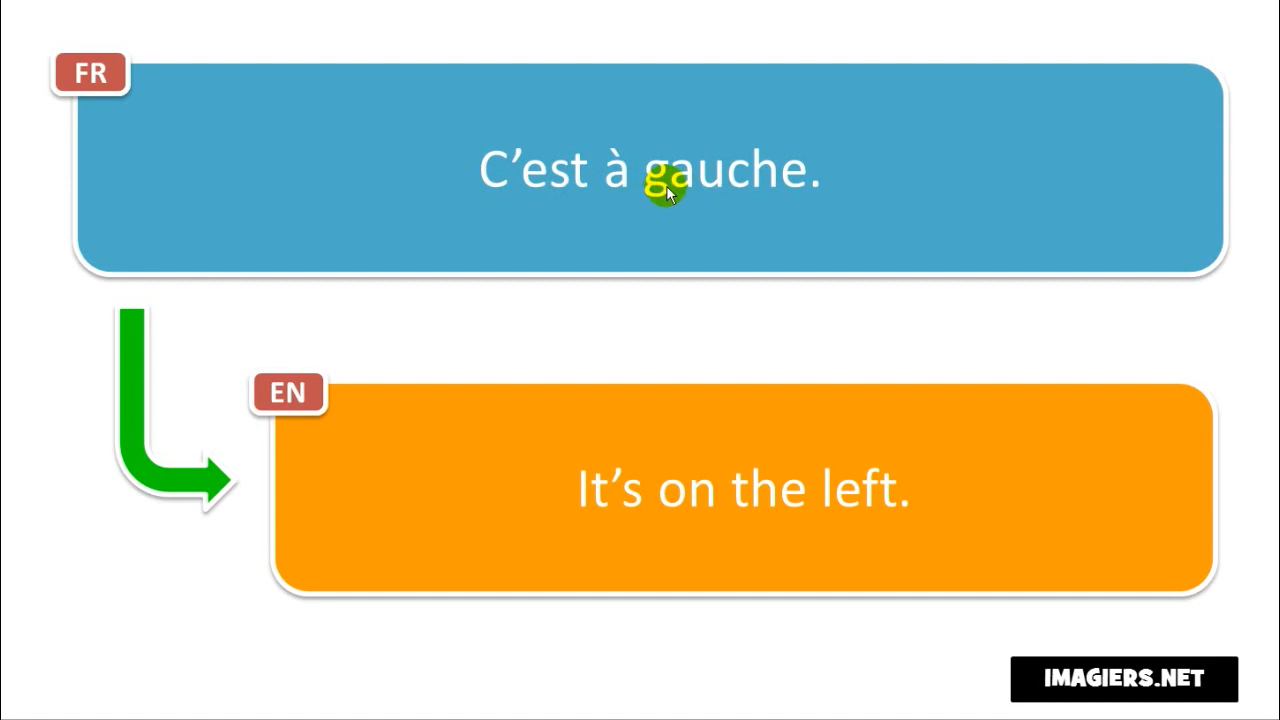 FR
C’est à gauche.
EN
It’s on the left.
IMAGIERS.NET